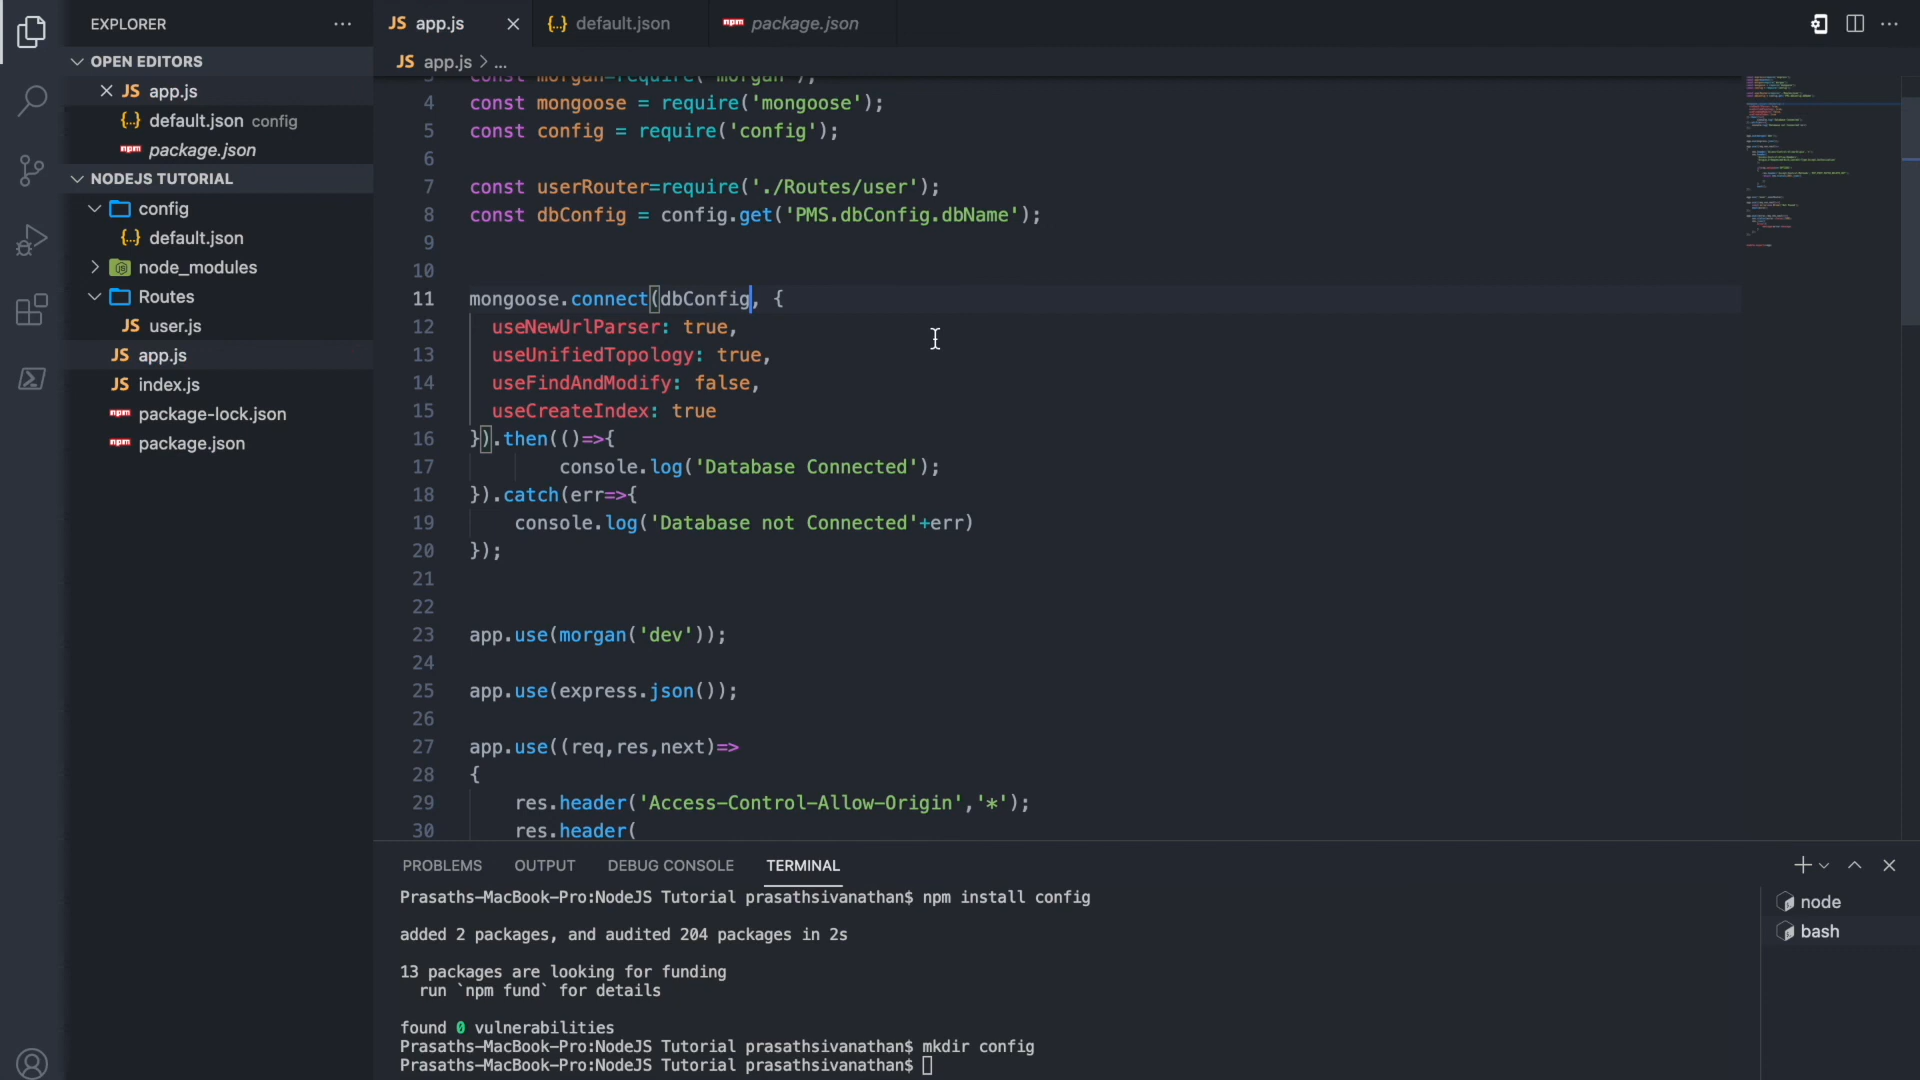 EXPLORER
OPEN EDITORS
JS app.js
{..} default.json config
npm package.json
NODEJS TUTORIAL
config
{..} default.json
node_modules
Routes
JS user.js
JS app.js
JS index.js
npm package-lock.json
npm package.json
JS app.js
{..} default.json
npm package.json
JS app.js > ...
3 const morgan=require( 'morgan' );
4 const mongoose = require('mongoose');
5 const config = require('config');
6
7 const userRouter=require('./Routes/user');
8 const dbConfig = config.get('PMS.dbConfig.dbName');
9
10
11 mongoose.connect(dbConfig, {
12 useNewUrlParser: true,
13 useUnifiedTopology: true,
14 useFindAndModify: false,
15 useCreateIndex: true
16 }).then(()=>{
17 console.log('Database Connected');
18 }).catch(err=>{
19 console.log('Database not Connected'+err)
20 });
21
22
23 app.use(morgan('dev'));
24
25 app.use(express.json());
26
27 app.use((req,res,next)=>
28 {
29 res.header('Access-Control-Allow-Origin','*');
30 res.header(
PROBLEMS OUTPUT DEBUG CONSOLE TERMINAL
Prasaths-MacBook-Pro:NodeJS Tutorial prasathsivanathan$ npm install config
added 2 packages, and audited 204 packages in 2s
13 packages are looking for funding
run `npm fund` for details
found 0 vulnerabilities
Prasaths-MacBook-Pro:NodeJS Tutorial prasathsivanathan$ mkdir config
Prasaths-MacBook-Pro:NodeJS Tutorial prasathsivanathan$
node
bash